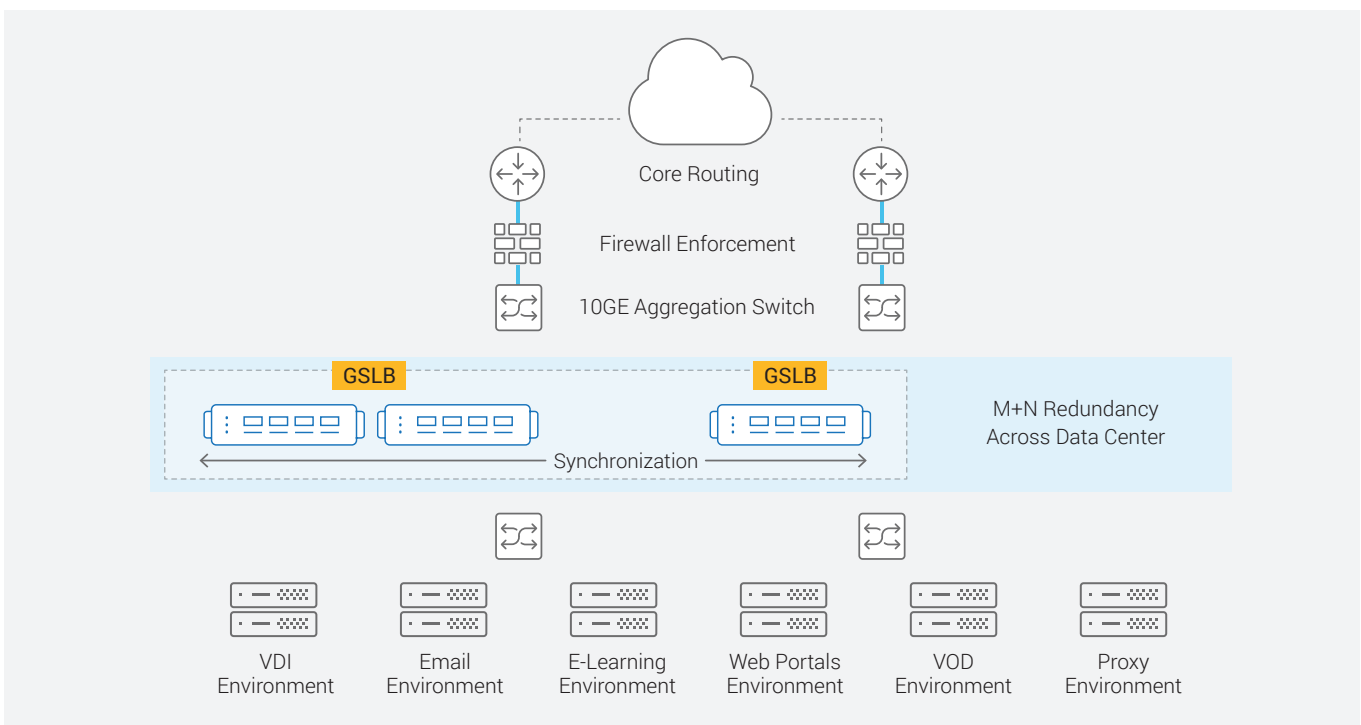 Core Routing
Firewall Enforcement
10GE Aggregation Switch
GSLB
GSLB
M+N Redundancy
Across Data Center
Synchronization
VDI
Environment
Email
Environment
E-Learning
Environment
Web Portals
Environment
VOD
Environment
Proxy
Environment